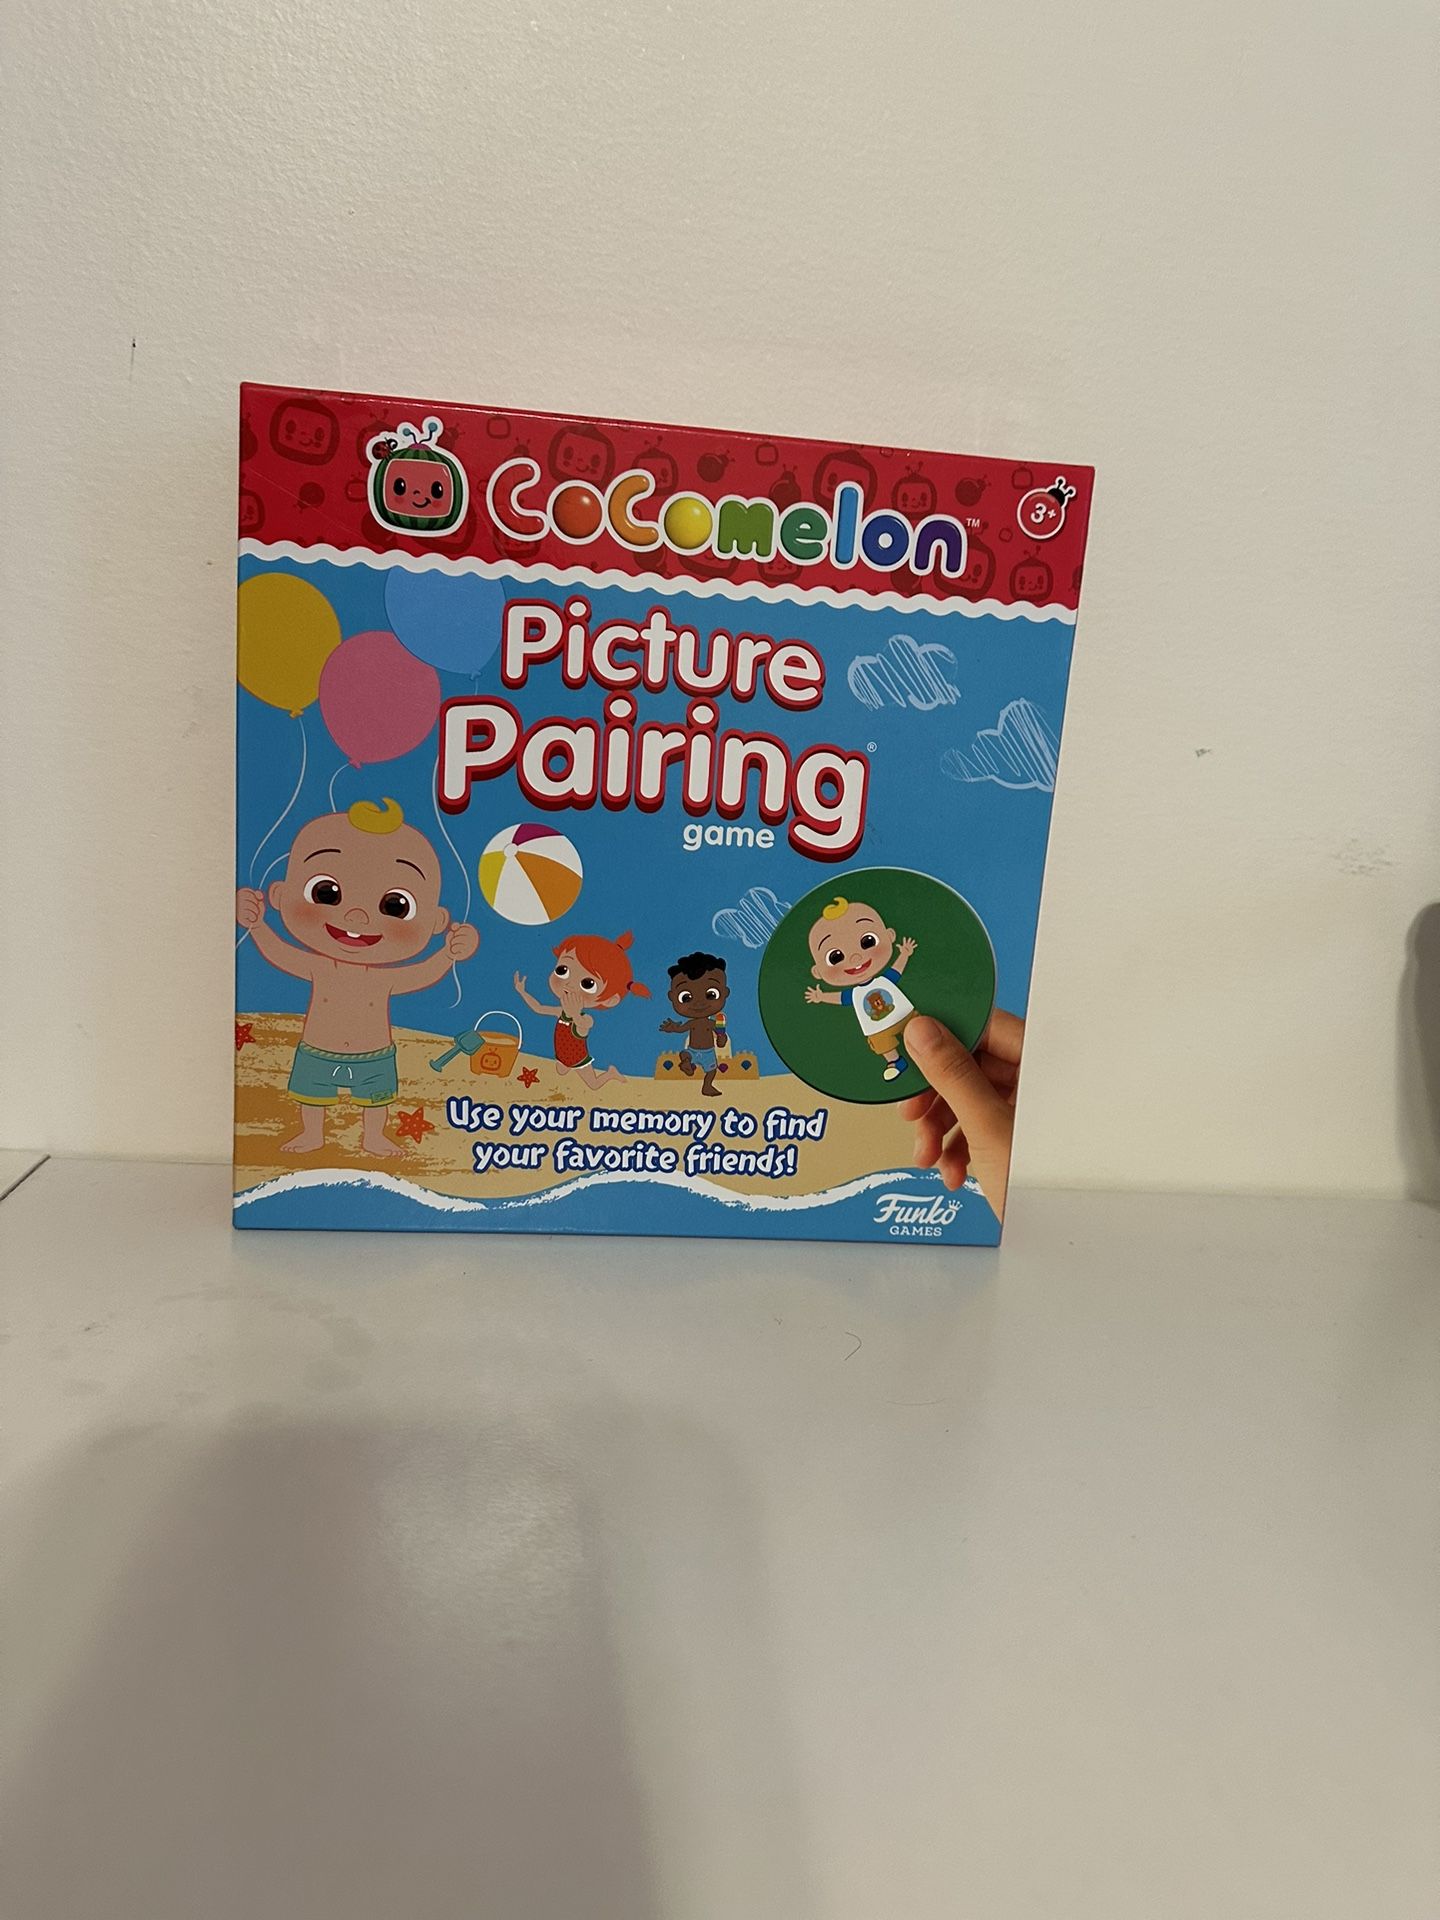 CoComelon™
3+
Picture
Pairing®
game
Use your memory to find
your favorite friends!
Funko
GAMES